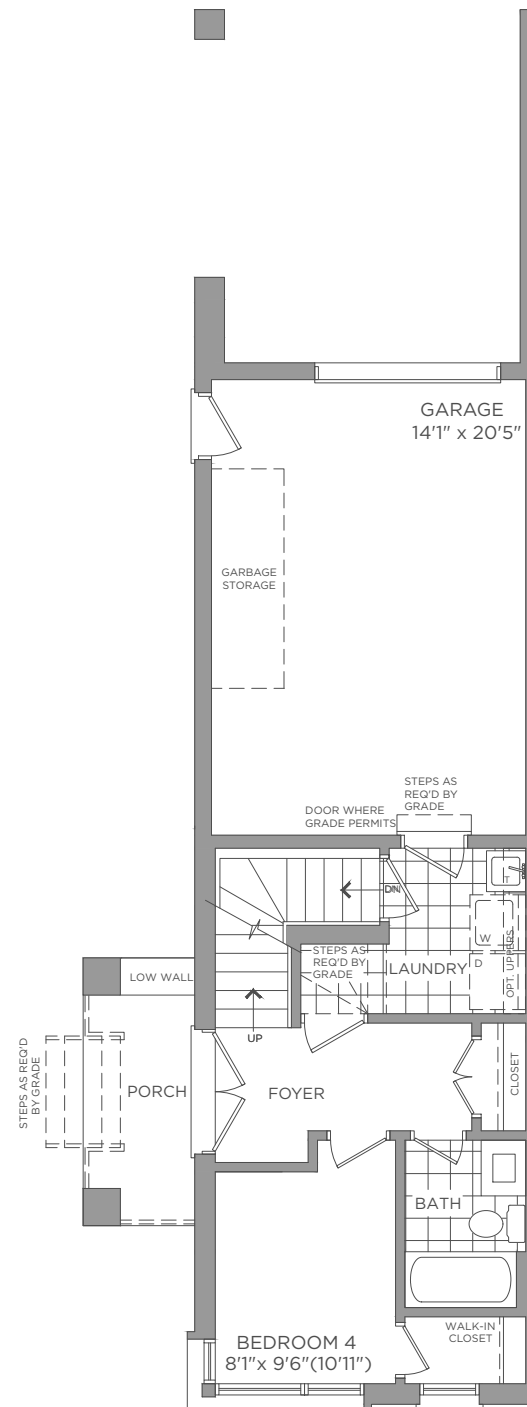 GARAGE
14'1" x 20'5"
GARBAGE
STORAGE
STEPS AS
REQ'D BY
GRADE
DOOR WHERE
GRADE PERMITS
DN
T
W
D
OPT. UPPERS
LAUNDRY
STEPS AS
REQ'D BY
GRADE
LOW WALL
UP
STEPS AS REQ'D
BY GRADE
PORCH
FOYER
CLOSET
BATH
WALK-IN
CLOSET
BEDROOM 4
8'1"x 9'6"(10'11")